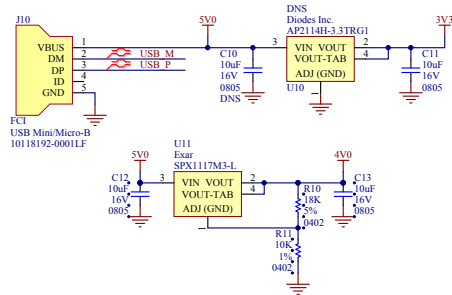 J10
VBUS 1
DM 2 USB_M
DP 3 USB_P
ID 4
GND 5
FCI
USB Mini/Micro-B
10118192-0001LF
5V0
C10
10uF
16V
0805
DNS
DNS
Diodes Inc.
AP2114H-3.3TRG1
3 VIN VOUT 2
VOUT-TAB 4
ADJ (GND)
U10
1
3V3
C11
10uF
16V
0805
5V0
C12
10uF
16V
0805
U11
Exar
SPX1117M3-L
3 VIN VOUT 2
VOUT-TAB 4
ADJ (GND)
1
R10
18K
5%
0402
R11
10K
1%
0402
4V0
C13
10uF
16V
0805